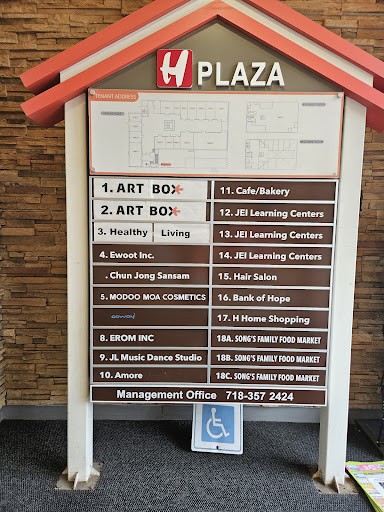 H PLAZA
TENANT ADDRESS
1. ART BOX
2. ART BOX
3. Healthy Living
4. Ewoot Inc.
. Chun Jong Sansam
5. MODOO MOA COSMETICS
coway
8. EROM INC
9. JL Music Dance Studio
10. Amore
11. Cafe/Bakery
12. JEI Learning Centers
13. JEI Learning Centers
14. JEI Learning Centers
15. Hair Salon
16. Bank of Hope
17. H Home Shopping
18A. SONG'S FAMILY FOOD MARKET
18B. SONG'S FAMILY FOOD MARKET
18C. SONG'S FAMILY FOOD MARKET
Management Office 718-357 2424